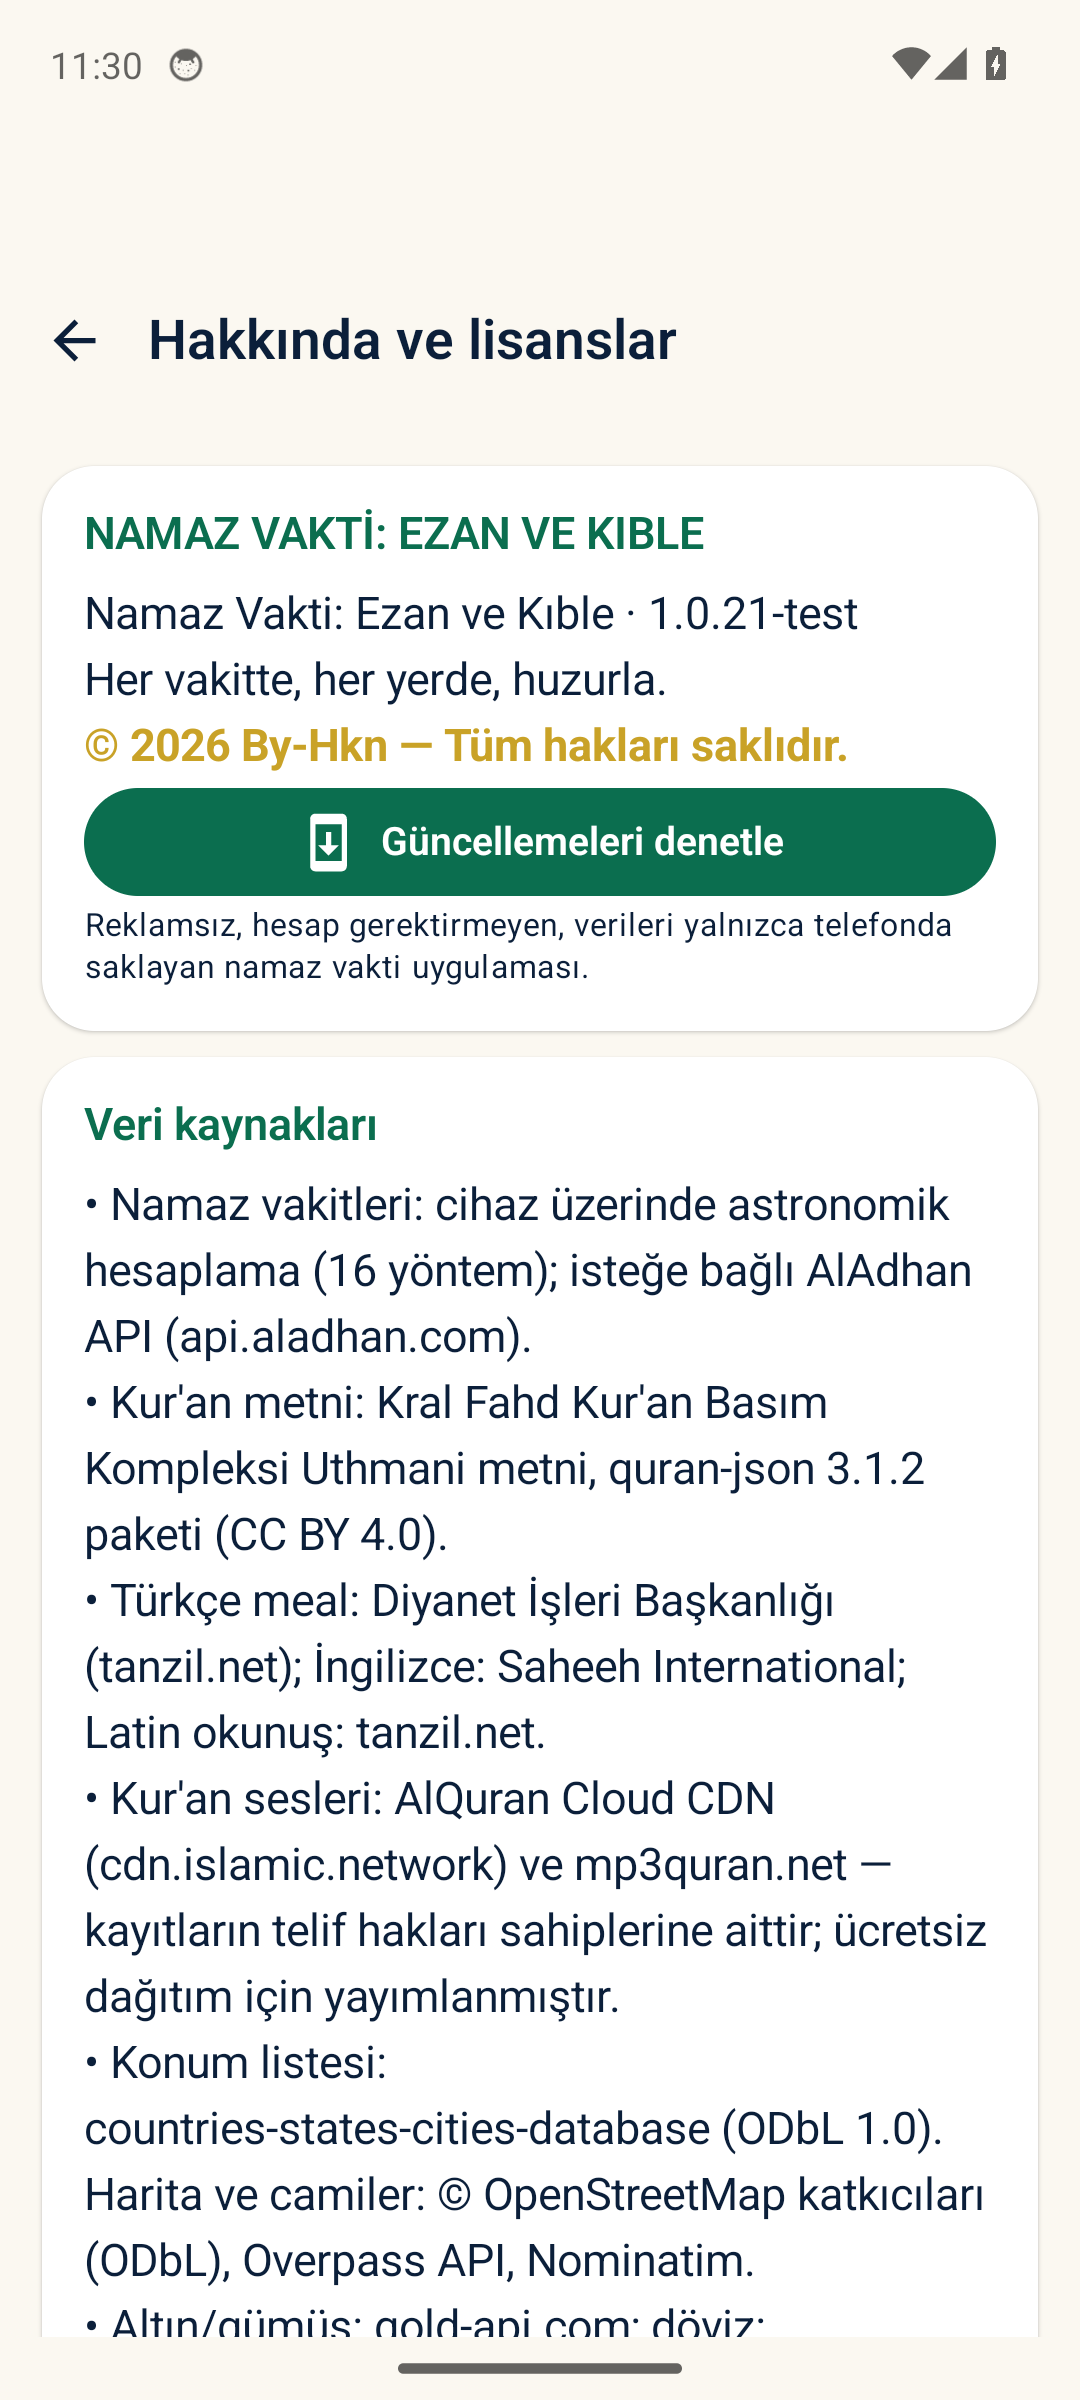 11:30
Hakkında ve lisanslar
NAMAZ VAKTİ: EZAN VE KIBLE
Namaz Vakti: Ezan ve Kıble · 1.0.21-test
Her vakitte, her yerde, huzurla.
© 2026 By-Hkn — Tüm hakları saklıdır.
Güncellemeleri denetle
Reklamsız, hesap gerektirmeyen, verileri yalnızca telefonda
saklayan namaz vakti uygulaması.
Veri kaynakları
• Namaz vakitleri: cihaz üzerinde astronomik
hesaplama (16 yöntem); isteğe bağlı AlAdhan
API (api.aladhan.com).
• Kur'an metni: Kral Fahd Kur'an Basım
Kompleksi Uthmani metni, quran-json 3.1.2
paketi (CC BY 4.0).
• Türkçe meal: Diyanet İşleri Başkanlığı
(tanzil.net); İngilizce: Saheeh International;
Latin okunuş: tanzil.net.
• Kur'an sesleri: AlQuran Cloud CDN
(cdn.islamic.network) ve mp3quran.net —
kayıtların telif hakları sahiplerine aittir; ücretsiz
dağıtım için yayımlanmıştır.
• Konum listesi:
countries-states-cities-database (ODbL 1.0).
Harita ve camiler: © OpenStreetMap katkıcıları
(ODbL), Overpass API, Nominatim.
• Altın/gümüş: gold-api.com; döviz: